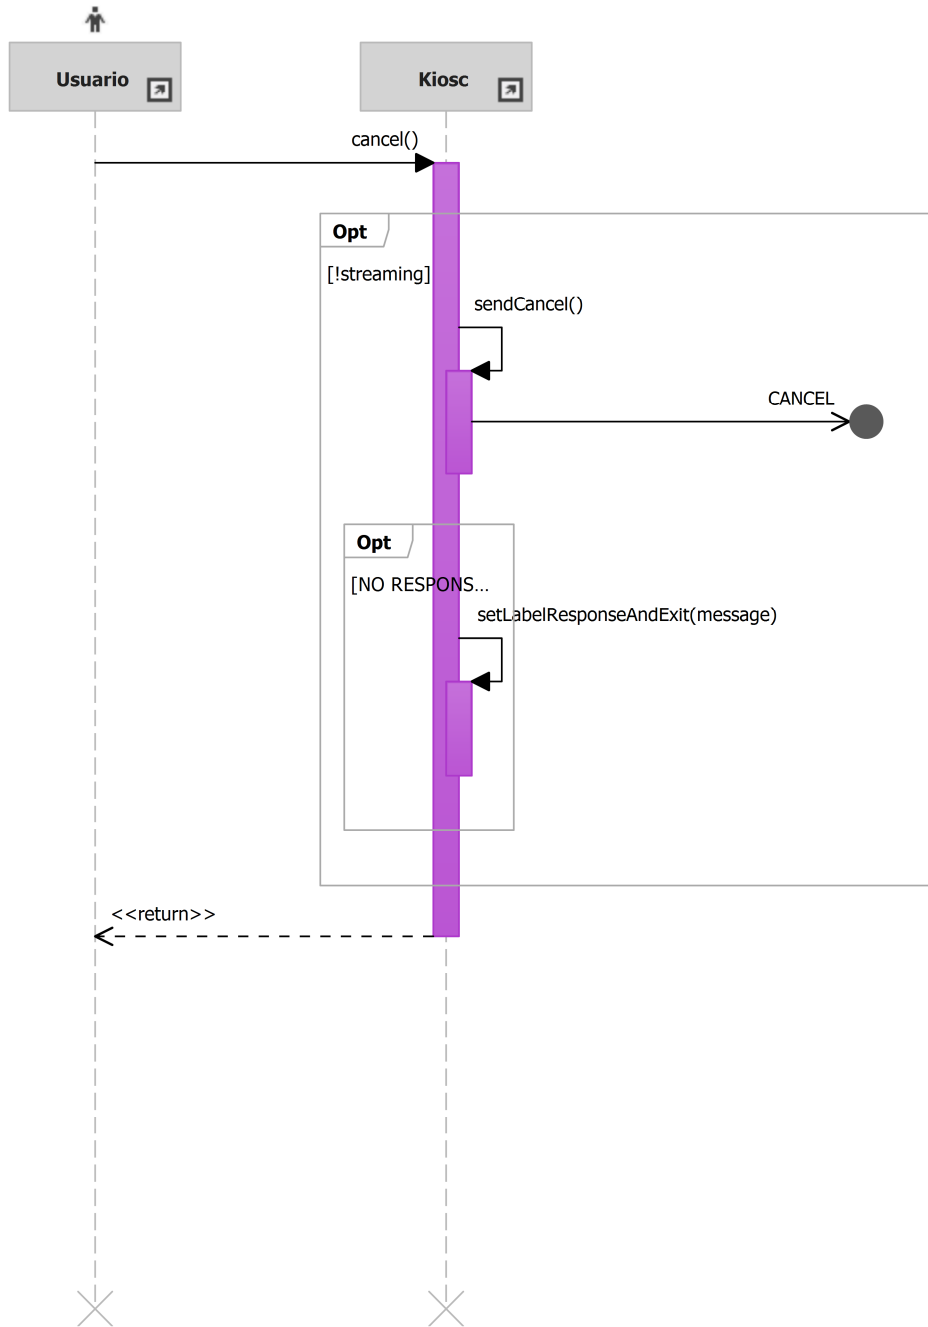 Usuario
Kiosc
cancel()
Opt
[!streaming]
sendCancel()
CANCEL
Opt
[NO RESPONS...
setLabelResponseAndExit(message)
<<return>>